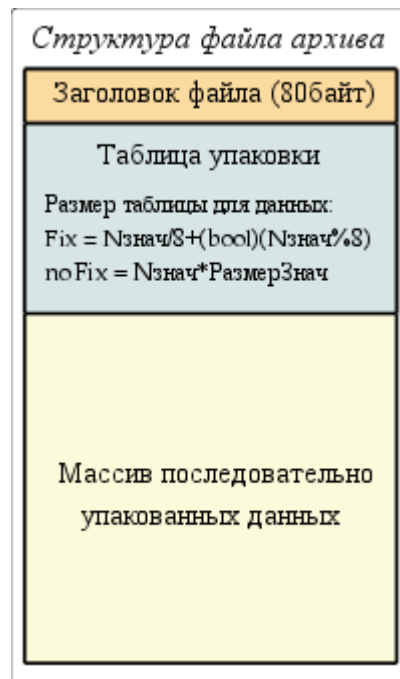 Структура файла архива
Заголовок файла (80байт)
Таблица упаковки
Размер таблицы для данных:
Fix = Nзнач/8+(bool)(Nзнач%8)
noFix = Nзнач*РазмерЗнач
Массив последовательно
упакованных данных